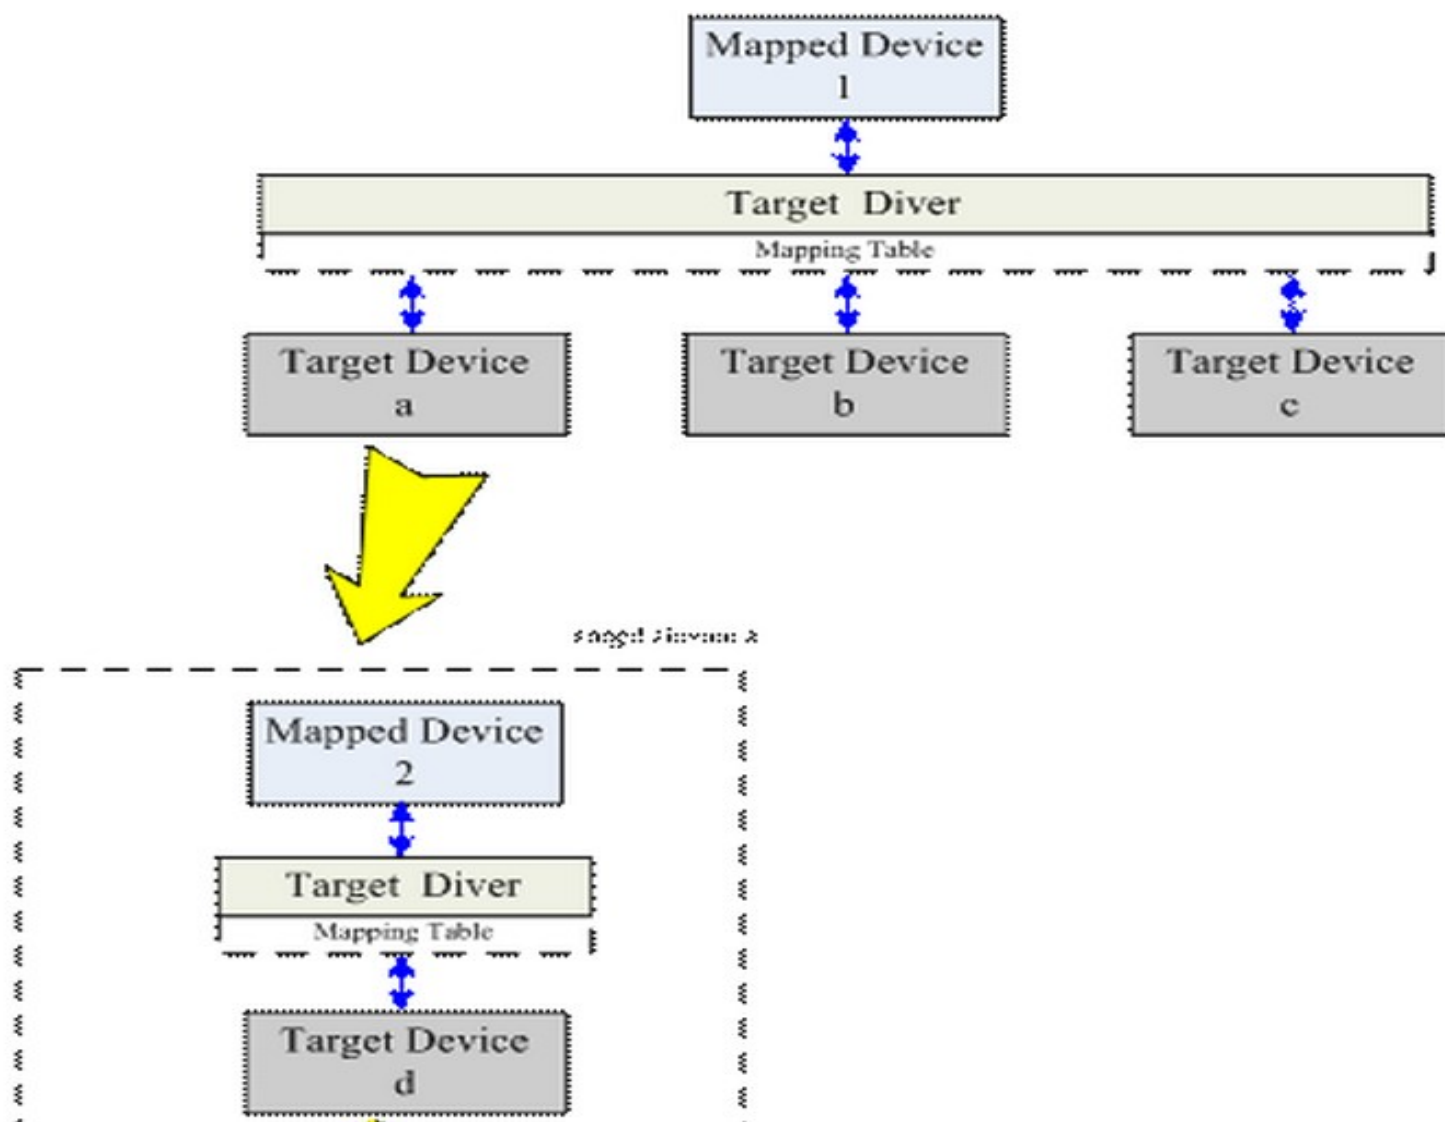 Mapped Device
1
Target Diver
Mapping Table
Target Device
a
Target Device
b
Target Device
c
Mapped Device
2
Target Diver
Mapping Table
Target Device
d